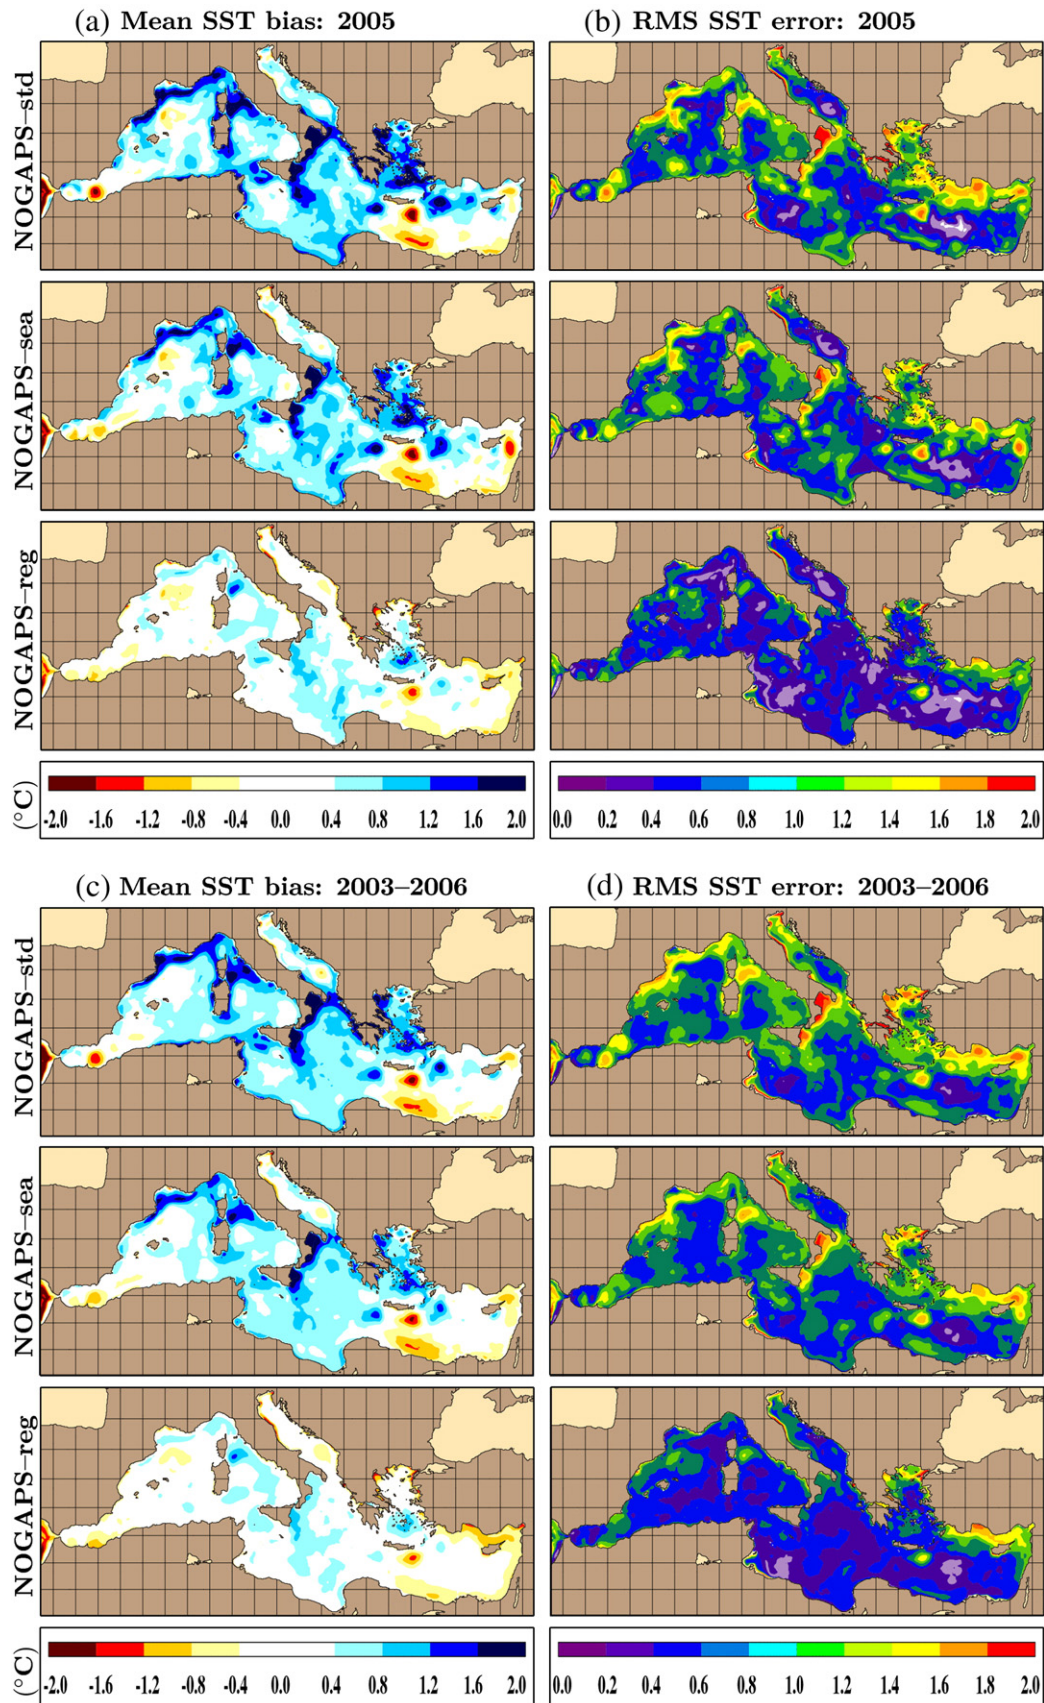 (a) Mean SST bias: 2005
(b) RMS SST error: 2005
NOGAPS–std
NOGAPS–sea
NOGAPS–reg
(°C)
-2.0 -1.6 -1.2 -0.8 -0.4 0.0 0.4 0.8 1.2 1.6 2.0
0.0 0.2 0.4 0.6 0.8 1.0 1.2 1.4 1.6 1.8 2.0
(c) Mean SST bias: 2003–2006
(d) RMS SST error: 2003–2006
NOGAPS–std
NOGAPS–sea
NOGAPS–reg
(°C)
-2.0 -1.6 -1.2 -0.8 -0.4 0.0 0.4 0.8 1.2 1.6 2.0
0.0 0.2 0.4 0.6 0.8 1.0 1.2 1.4 1.6 1.8 2.0